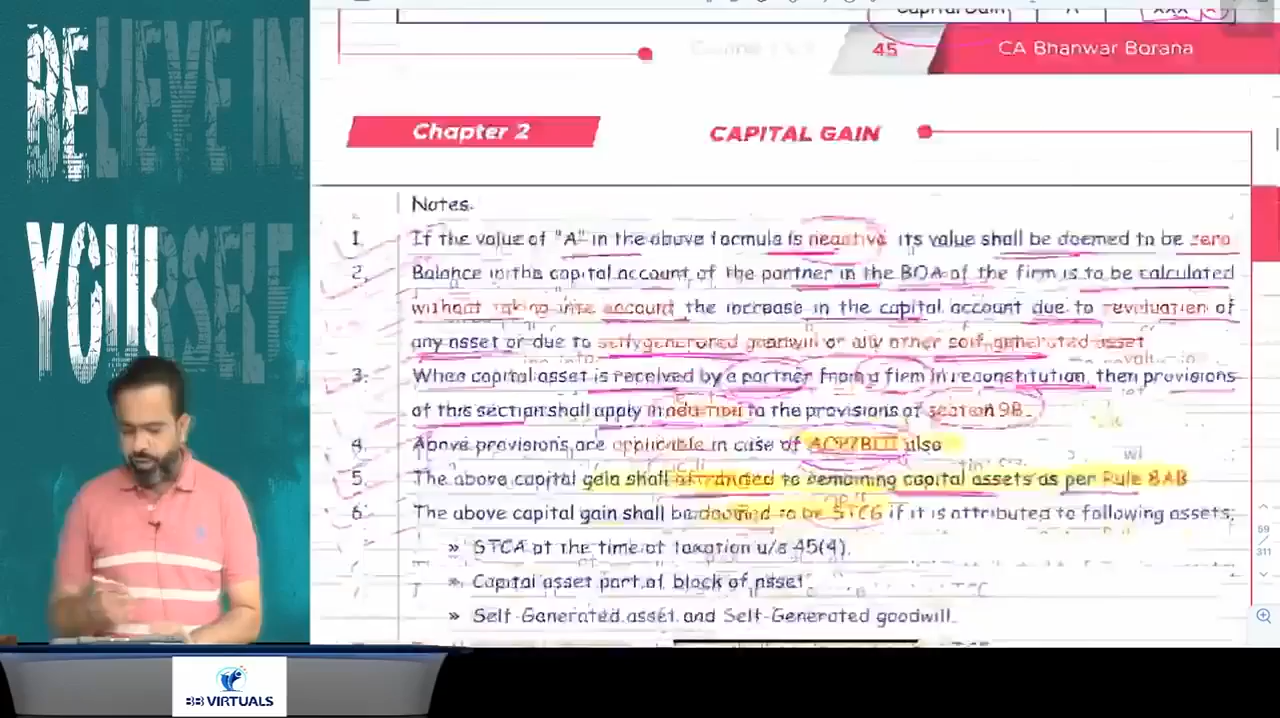 BELIEVE IN
YOURSELF
Capital Gain A XXX
45 CA Bhanwar Borana
Chapter 2 CAPITAL GAIN
Notes.
1. If the value of "A" in the above formula is negative its value shall be deemed to be zero
2. Balance in the capital account of the partner in the BOA of the firm is to be calculated
without taking into account the increase in the capital account due to revaluation of
any asset or due to self generated goodwill or any other self generated asset
3. When capital asset is received by a partner from a firm in reconstitution, then provisions
of this section shall apply in addition to the provisions of section 9B.
4. Above provisions are applicable in case of AOP/BOI also
5. The above capital gain shall attributed to remaining capital assets as per Rule 8AB
6. The above capital gain shall be deemed to be STCG if it is attributed to following assets.
» STCA at the time of taxation u/s 45(4).
» Capital asset part of block of asset.
» Self-Generated asset and Self-Generated goodwill.
59
311
BB VIRTUALS